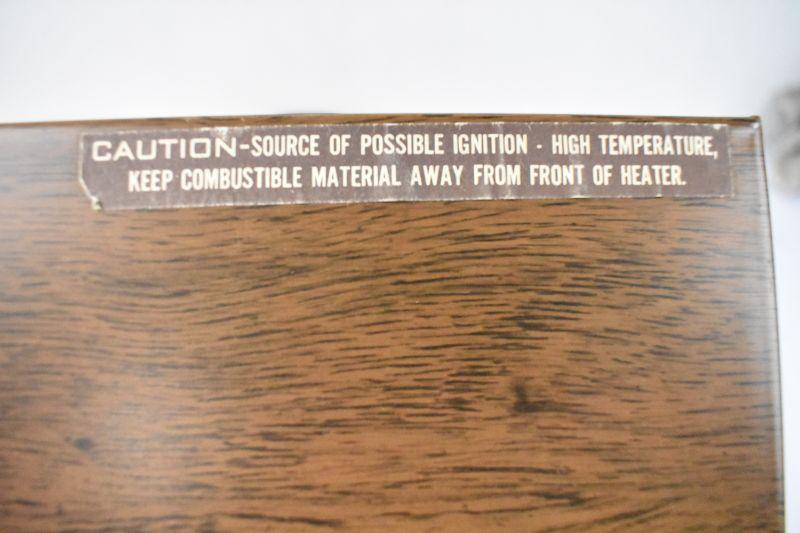 CAUTION-SOURCE OF POSSIBLE IGNITION - HIGH TEMPERATURE,
KEEP COMBUSTIBLE MATERIAL AWAY FROM FRONT OF HEATER.